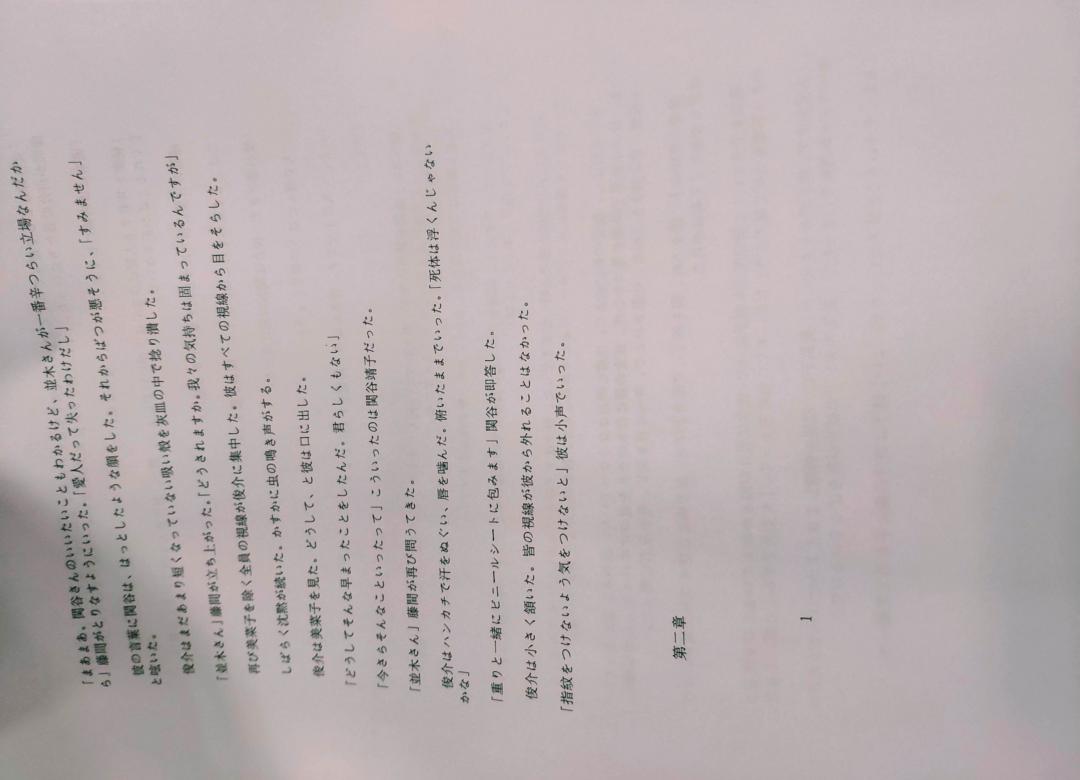 「まあまあ、関谷さんのいいたいこともわかるけど、並木さんが一番辛つらい立場なんだか
ら」藤間がとりなすようにいった。「愛人だって失ったわけだし」
彼の言葉に関谷は、はっとしたような顔をした。それからばつが悪そうに、「すみません」
と呟いた。
俊介はまだあまり短くなっていない吸い殻を灰皿の中で捻り潰した。
「並木さん」藤間が立ち上がった。「どうされますか。我々の気持ちは固まっているんですが」
再び美菜子を除く全員の視線が俊介に集中した。彼はすべての視線から目をそらした。
しばらく沈黙が続いた。かすかに虫の鳴き声がする。
俊介は美菜子を見た。どうして、と彼は口に出した。
「どうしてそんな早まったことをしたんだ。君らしくもない」
「今さらそんなこといったって」こういったのは関谷靖子だった。
「並木さん」藤間が再び問うてきた。
俊介はハンカチで汗をぬぐい、唇を噛んだ。俯いたままでいった。「死体は浮くんじゃない
かな」
「重りと一緒にビニールシートに包みます」関谷が即答した。
俊介は小さく頷いた。皆の視線が彼から外れることはなかった。
「指紋をつけないよう気をつけないと」彼は小声でいった。
第二章
1